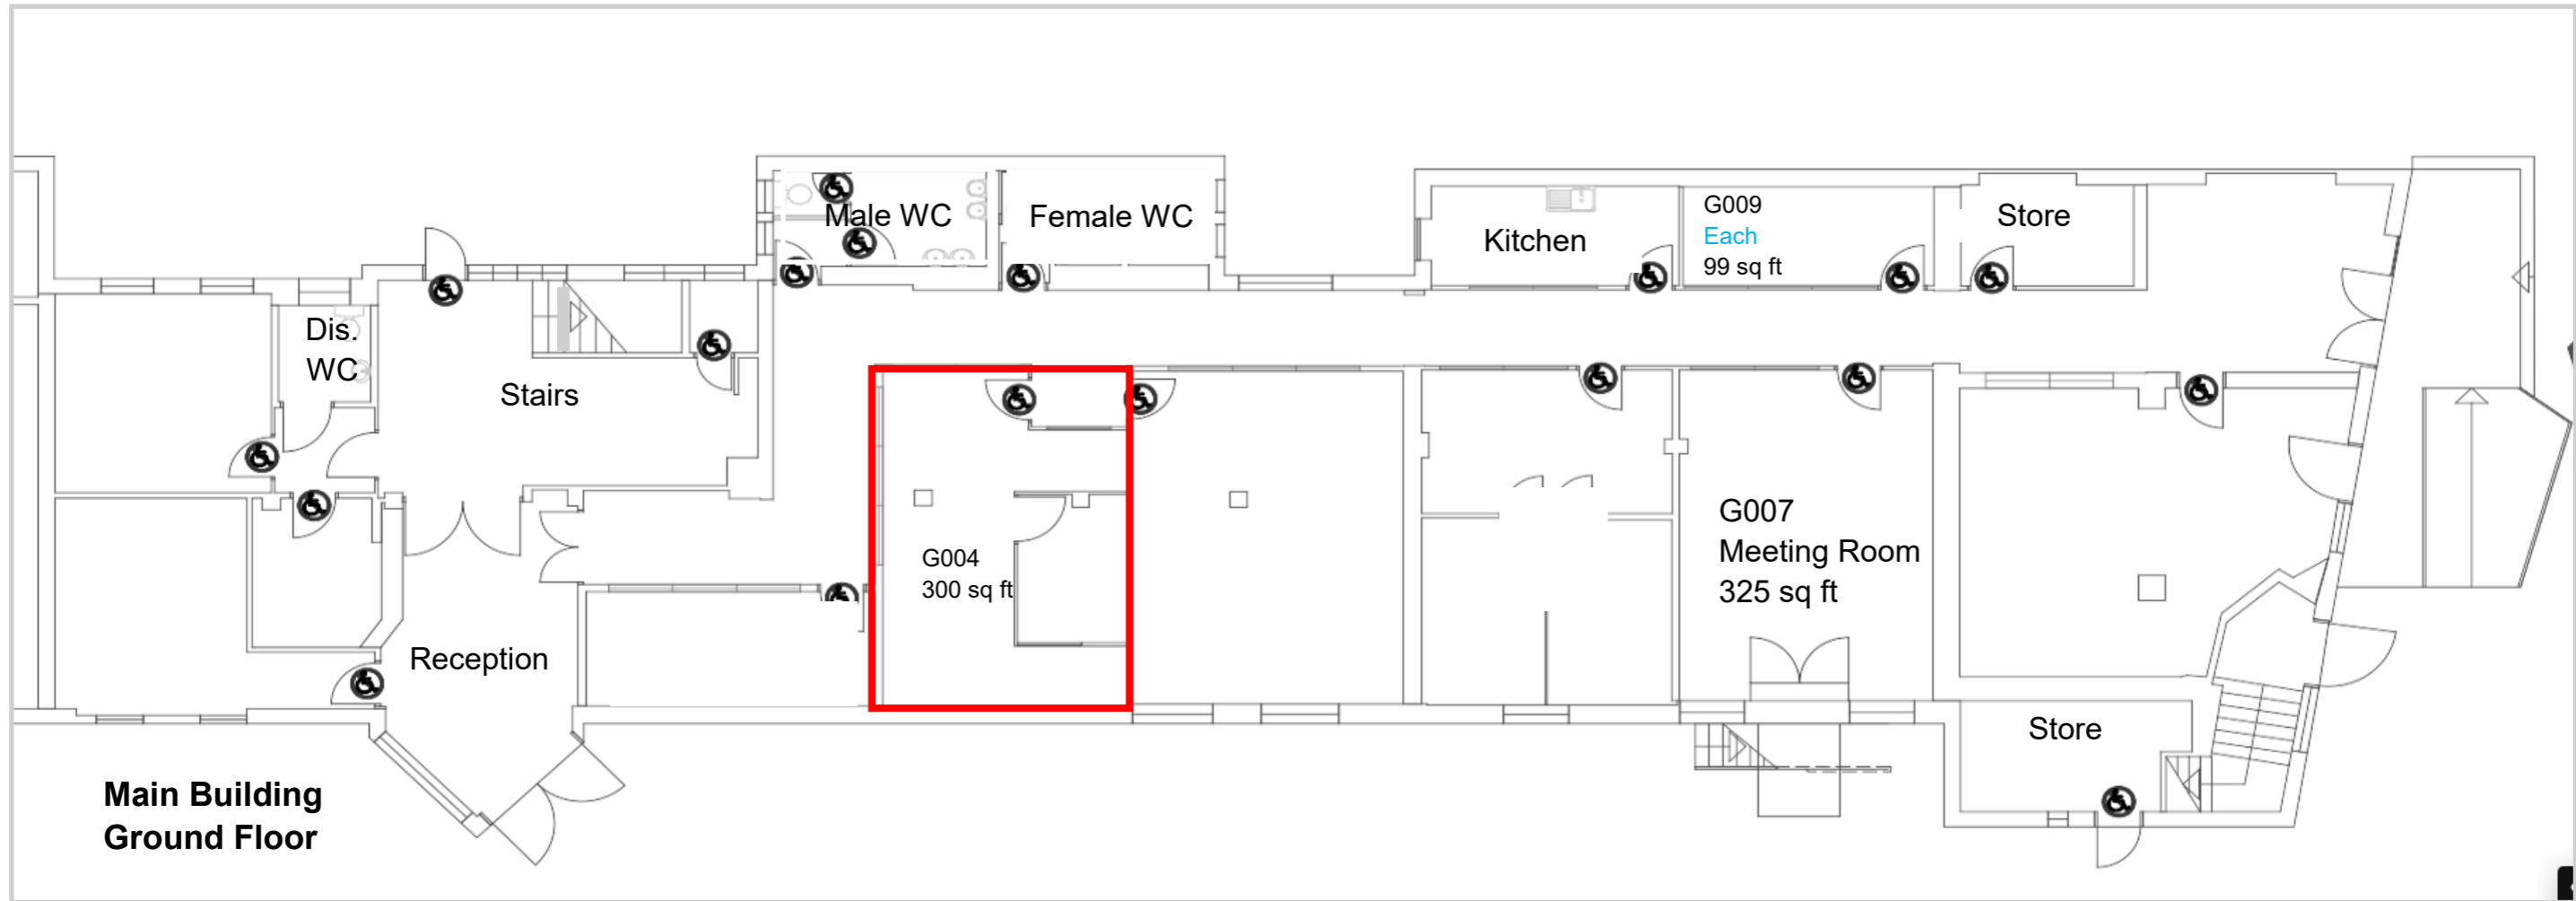 Male WC
Female WC
Kitchen
G009
Each
99 sq ft
Store
Dis.
WC
Stairs
G004
300 sq ft
G007
Meeting Room
325 sq ft
Reception
Store
Main Building
Ground Floor